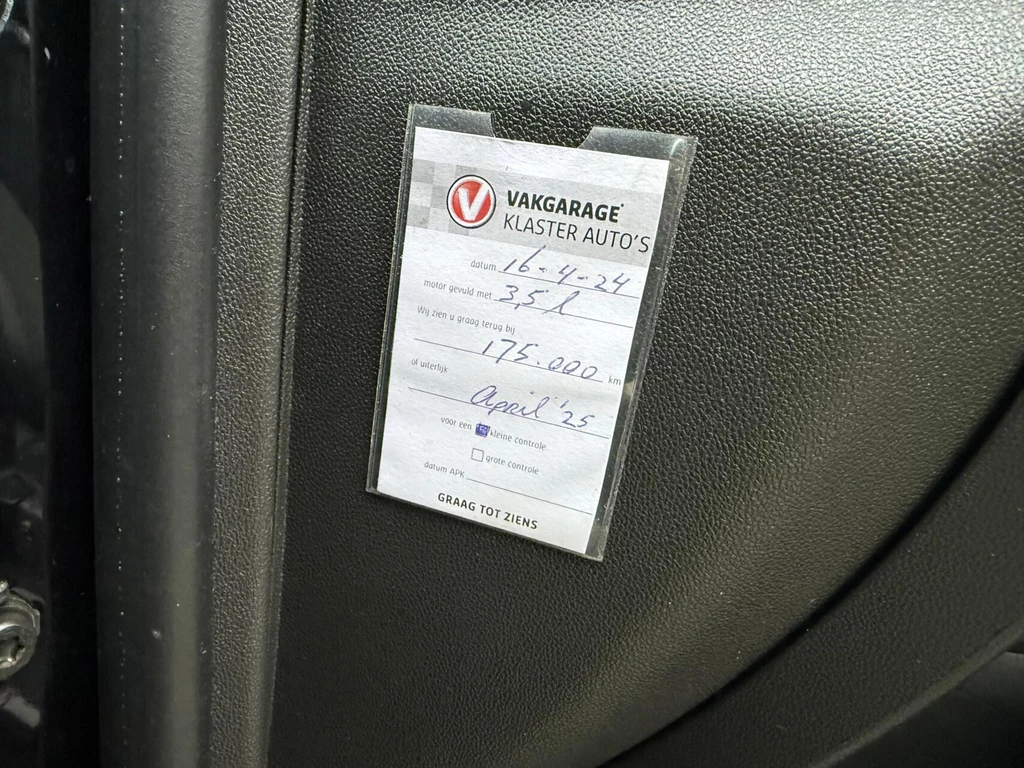 V
VAKGARAGE
KLASTER AUTO'S
datum 16-4-24
motor gevuld met 3,5 l
Wij zien u graag terug bij
175.000 km
of uiterlijk
April '25
voor een kleine controle
grote controle
datum APK
GRAAG TOT ZIENS